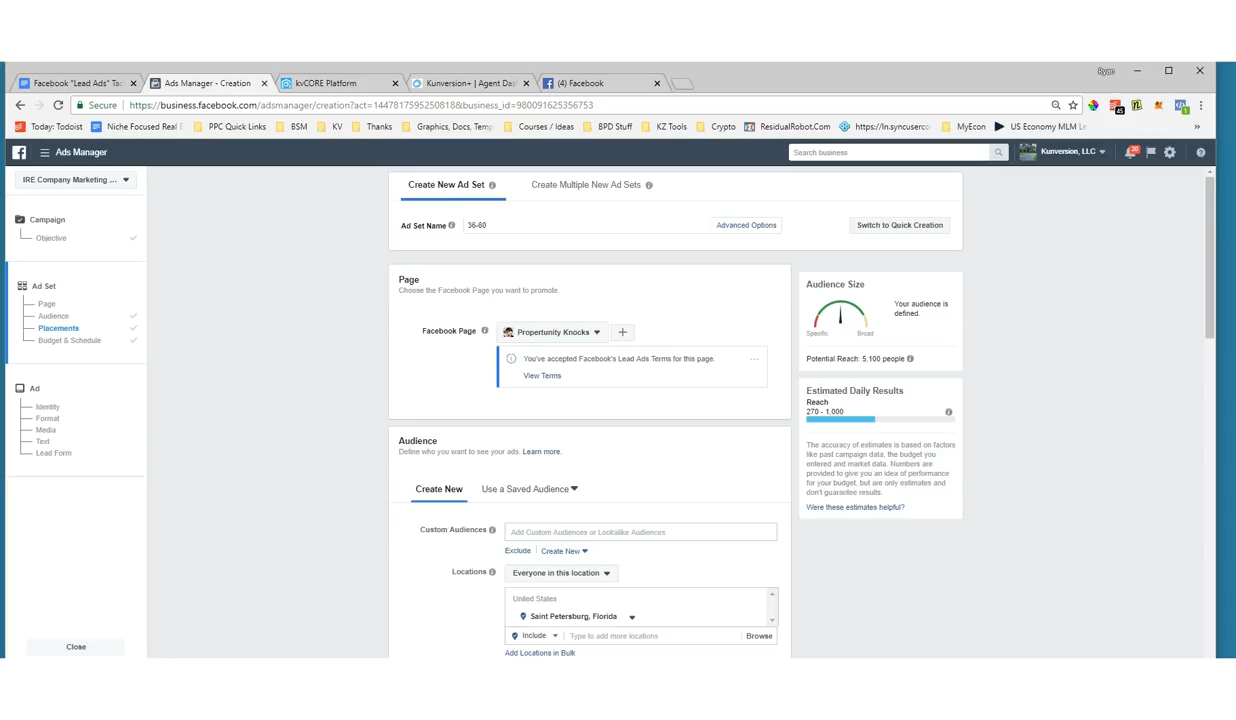 Ryan
Facebook "Lead Ads" Tac
Ads Manager - Creation
kvCORE Platform
Kunversion+ | Agent Das
(4) Facebook
Secure | https://business.facebook.com/adsmanager/creation?act=1447817595250818&business_id=980091625356753
Today: Todoist
Niche Focused Real E
PPC Quick Links
BSM
KV
Thanks
Graphics, Docs, Temp
Courses / Ideas
BPD Stuff
KZ Tools
Crypto
ResidualRobot.Com
https://ln.syncuserco
MyEcon
US Economy MLM Le
»
Ads Manager
Search business
Kunversion, LLC
30
IRE Company Marketing ...
Campaign
Objective
Ad Set
Page
Audience
Placements
Budget & Schedule
Ad
Identity
Format
Media
Text
Lead Form
Close
Create New Ad Set
Create Multiple New Ad Sets
Ad Set Name
36-60
Advanced Options
Switch to Quick Creation
Page
Choose the Facebook Page you want to promote.
Facebook Page
Propertunity Knocks
+
You've accepted Facebook's Lead Ads Terms for this page.
...
View Terms
Audience
Define who you want to see your ads. Learn more.
Create New
Use a Saved Audience
Custom Audiences
Add Custom Audiences or Lookalike Audiences
Exclude | Create New
Locations
Everyone in this location
United States
Saint Petersburg, Florida
Include
Type to add more locations
Browse
Add Locations in Bulk
Audience Size
Your audience is
defined.
Specific
Broad
Potential Reach: 5,100 people
Estimated Daily Results
Reach
270 - 1,000
The accuracy of estimates is based on factors
like past campaign data, the budget you
entered and market data. Numbers are
provided to give you an idea of performance
for your budget, but are only estimates and
don't guarantee results.
Were these estimates helpful?